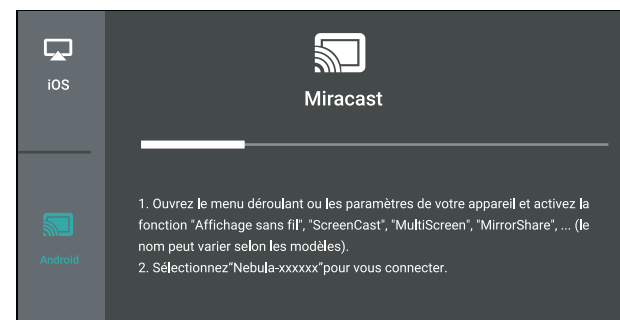 iOS
Miracast
1. Ouvrez le menu déroulant ou les paramètres de votre appareil et activez la
fonction "Affichage sans fil", "ScreenCast", "MultiScreen", "MirrorShare", ... (le
nom peut varier selon les modèles).
2. Sélectionnez“Nebula-xxxxxx”pour vous connecter.
Android